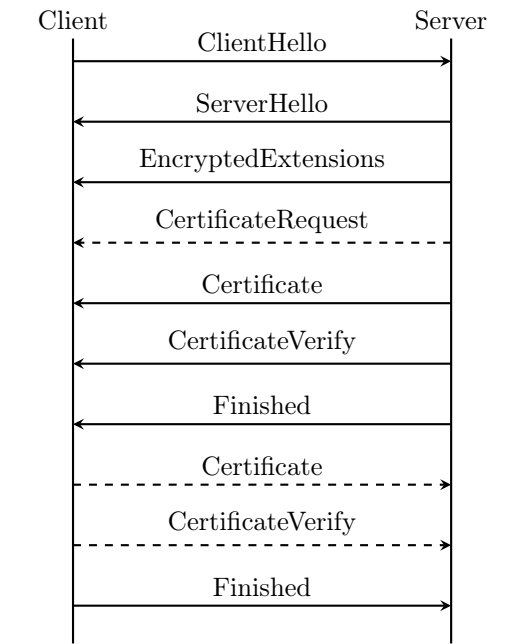 Client Server
ClientHello
ServerHello
EncryptedExtensions
CertificateRequest
Certificate
CertificateVerify
Finished
Certificate
CertificateVerify
Finished